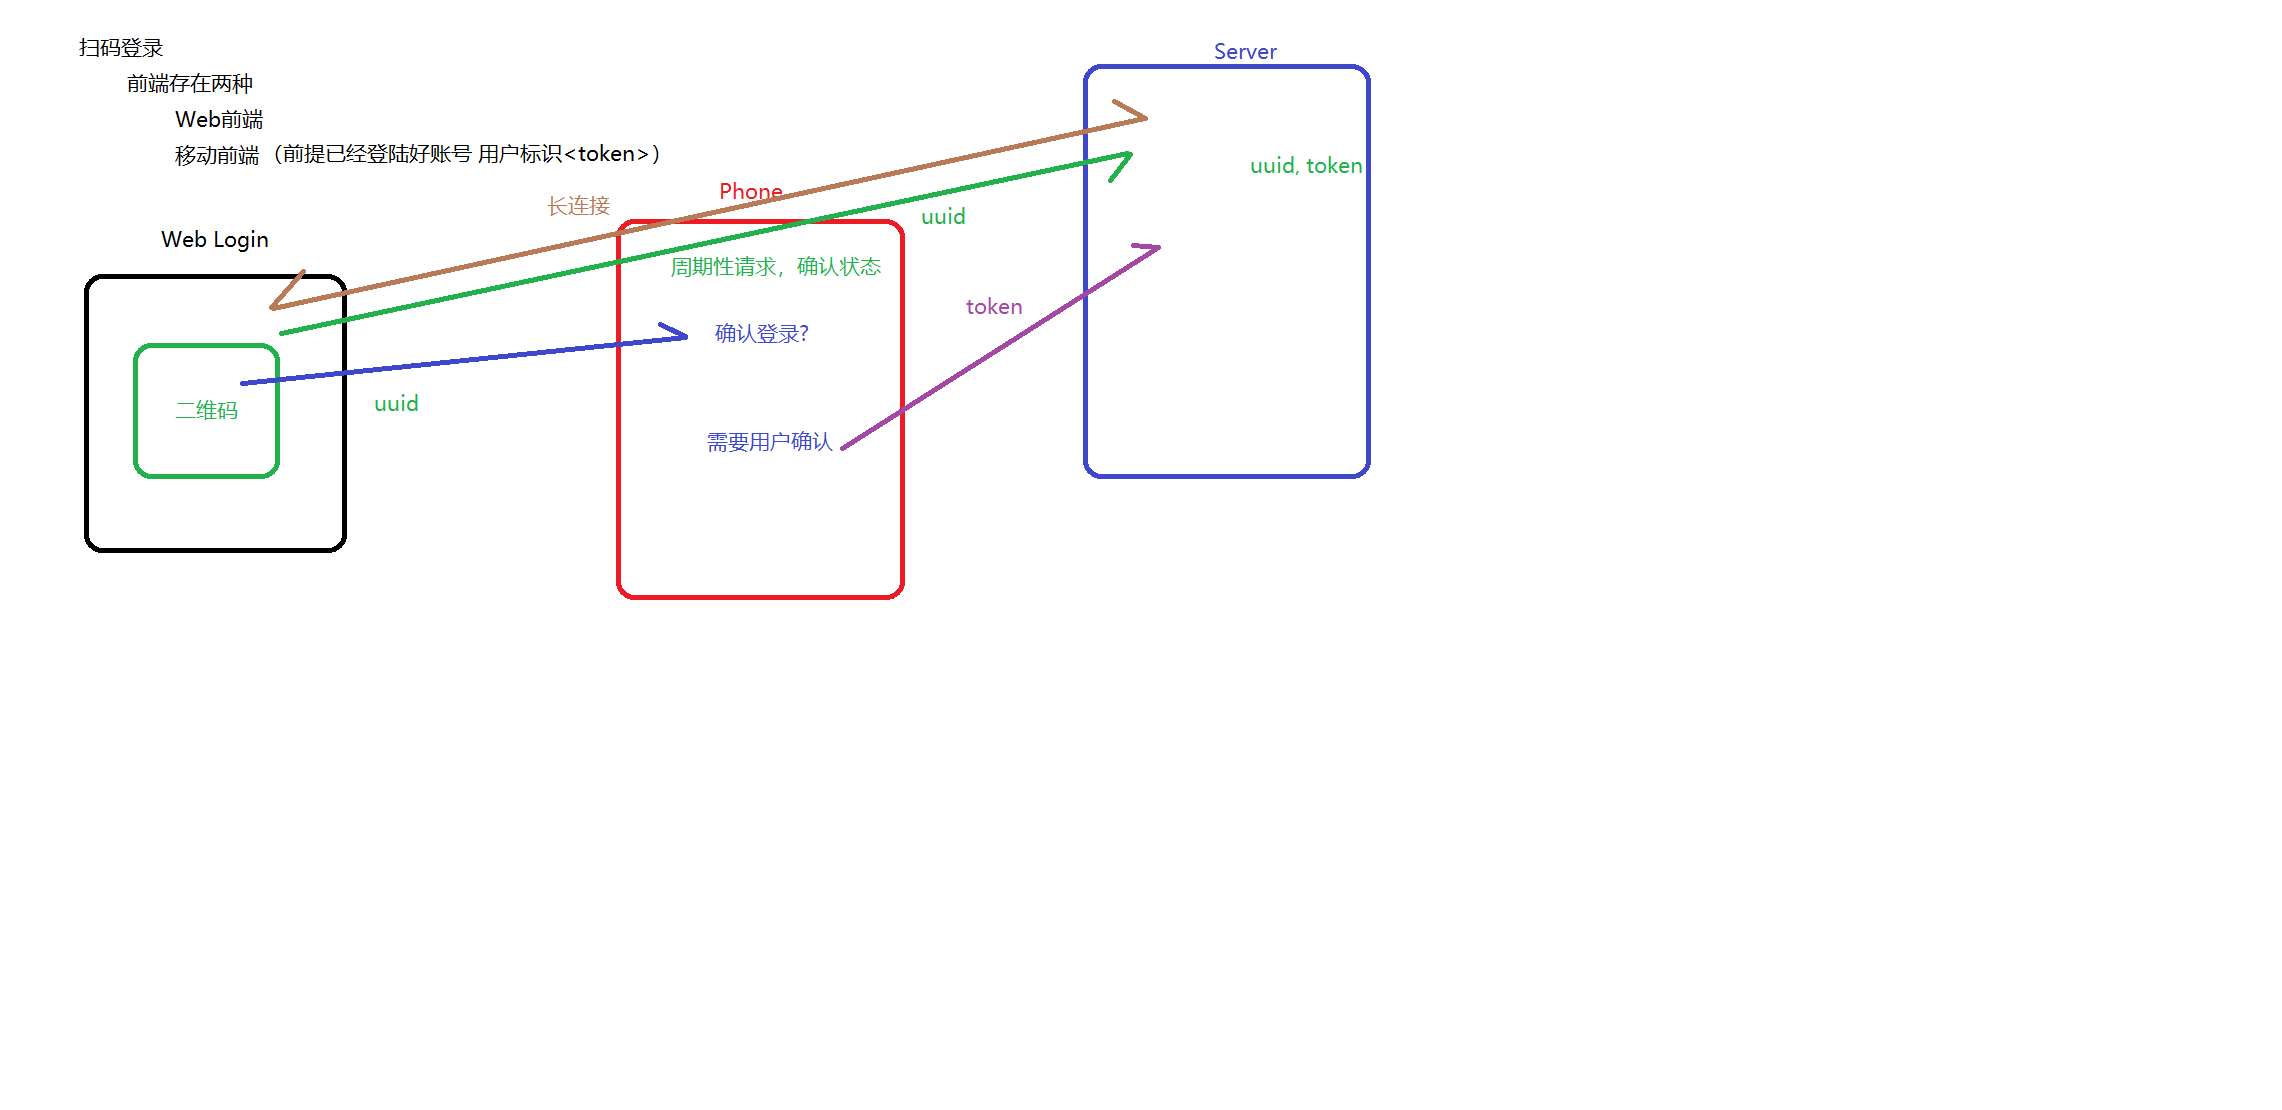 扫码登录
前端存在两种
Web前端
移动前端（前提已经登陆好账号 用户标识<token>）
Server
uuid, token
Phone
长连接
uuid
Web Login
周期性请求，确认状态
token
确认登录?
二维码
uuid
需要用户确认